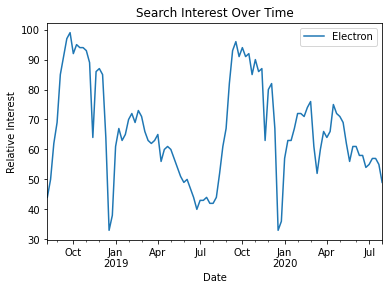 Search Interest Over Time
Electron
Relative Interest
100
90
80
70
60
50
40
30
Oct
Jan
2019
Apr
Jul
Oct
Jan
2020
Apr
Jul
Date